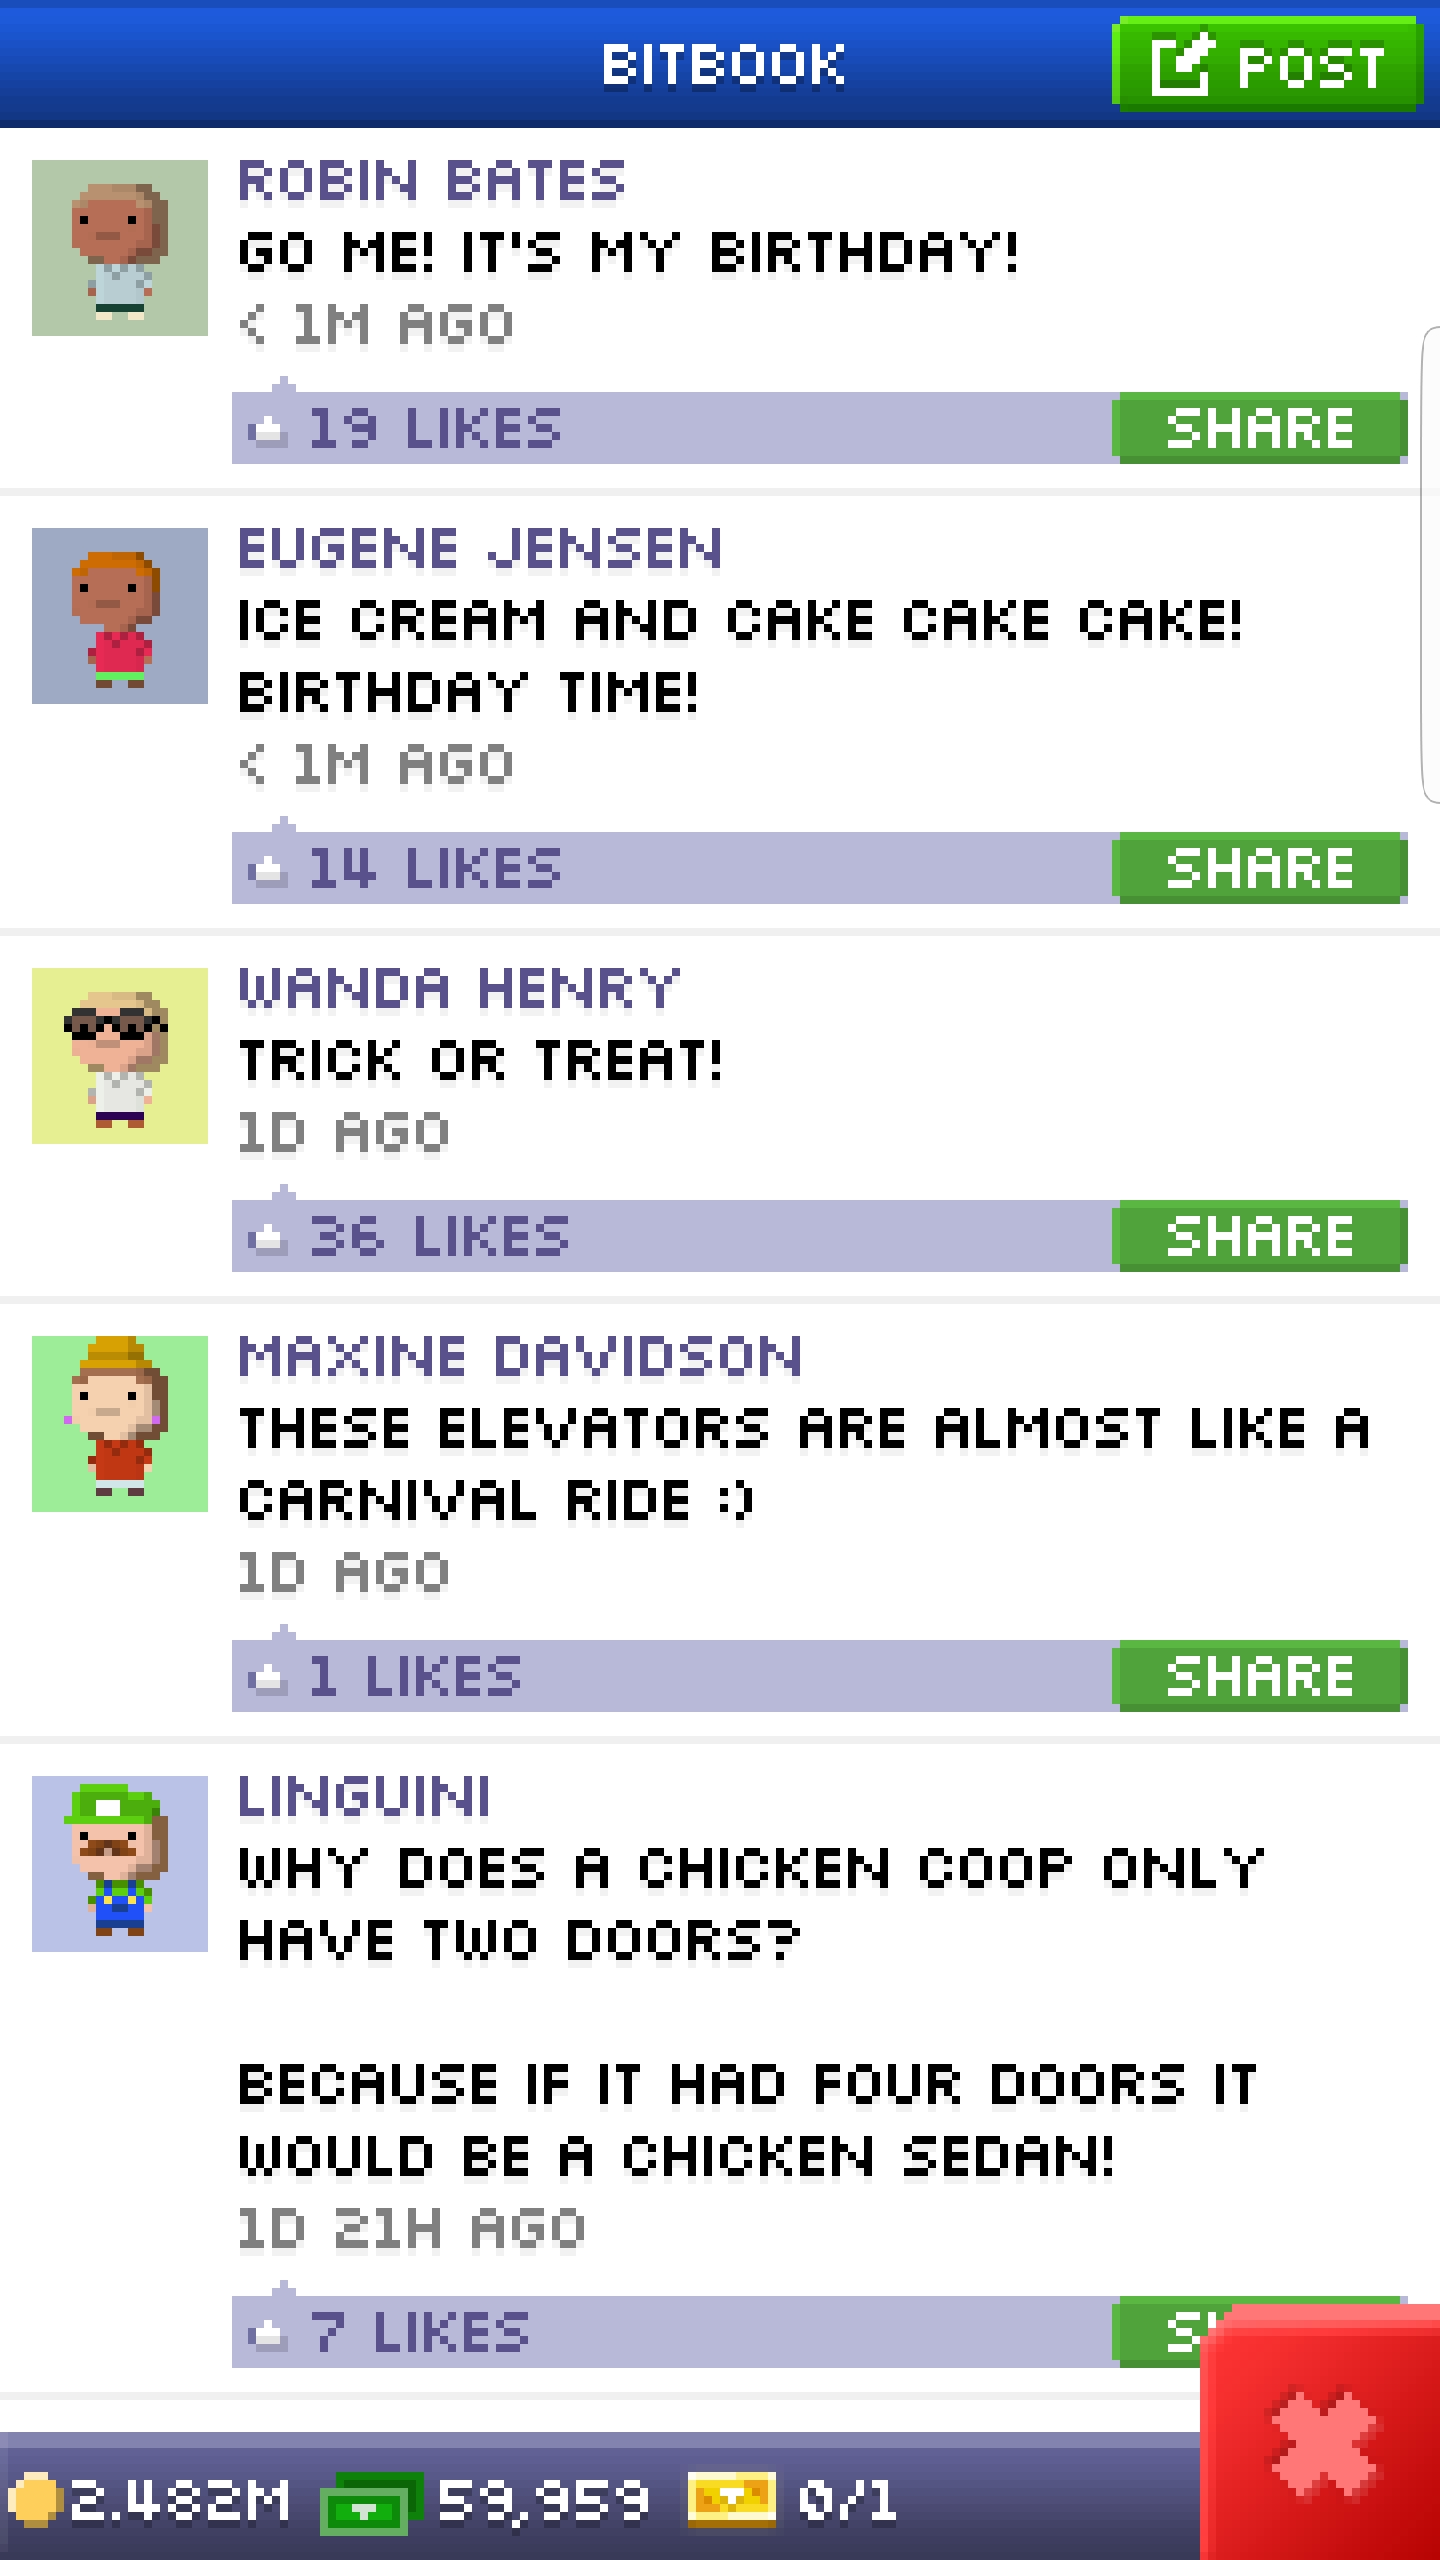 BITBOOK
POST
ROBIN BATES
GO ME! IT'S MY BIRTHDAY!
< 1M AGO
19 LIKES
SHARE
EUGENE JENSEN
ICE CREAM AND CAKE CAKE CAKE!
BIRTHDAY TIME!
< 1M AGO
14 LIKES
SHARE
WANDA HENRY
TRICK OR TREAT!
1D AGO
36 LIKES
SHARE
MAXINE DAVIDSON
THESE ELEVATORS ARE ALMOST LIKE A
CARNIVAL RIDE :)
1D AGO
1 LIKES
SHARE
LINGUINI
WHY DOES A CHICKEN COOP ONLY
HAVE TWO DOORS?
BECAUSE IF IT HAD FOUR DOORS IT
WOULD BE A CHICKEN SEDAN!
1D 21H AGO
7 LIKES
2.482M 59,959 0/1